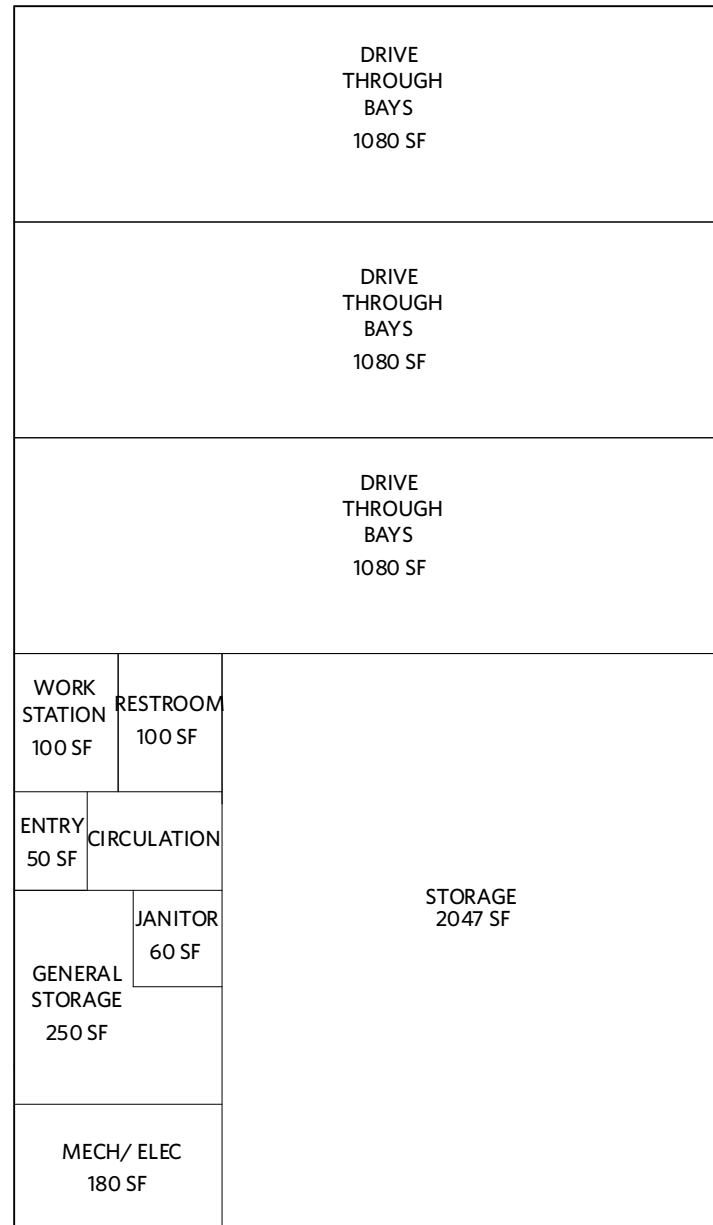 DRIVE
THROUGH
BAYS
1080 SF
DRIVE
THROUGH
BAYS
1080 SF
DRIVE
THROUGH
BAYS
1080 SF
WORK
STATION
100 SF
RESTROOM
100 SF
ENTRY
50 SF
CIRCULATION
JANITOR
60 SF
GENERAL
STORAGE
250 SF
STORAGE
2047 SF
MECH/ ELEC
180 SF